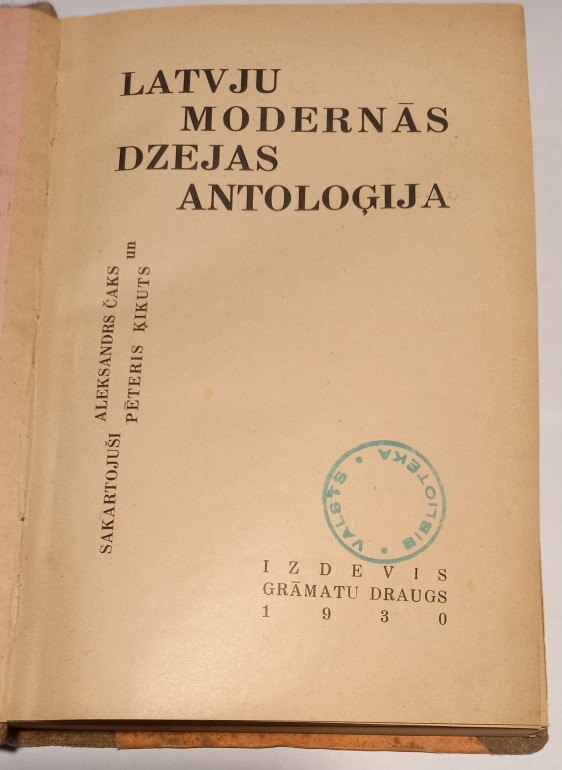 LATVJU
MODERNĀS
DZEJAS
ANTOLOĢIJA
SAKARTOJUŠI ALEKSANDRS ČAKS un
PĒTERIS ĶIKUTS
VALSTS • BIBLIOTEKA •
IZDEVIS
GRĀMATU DRAUGS
1930